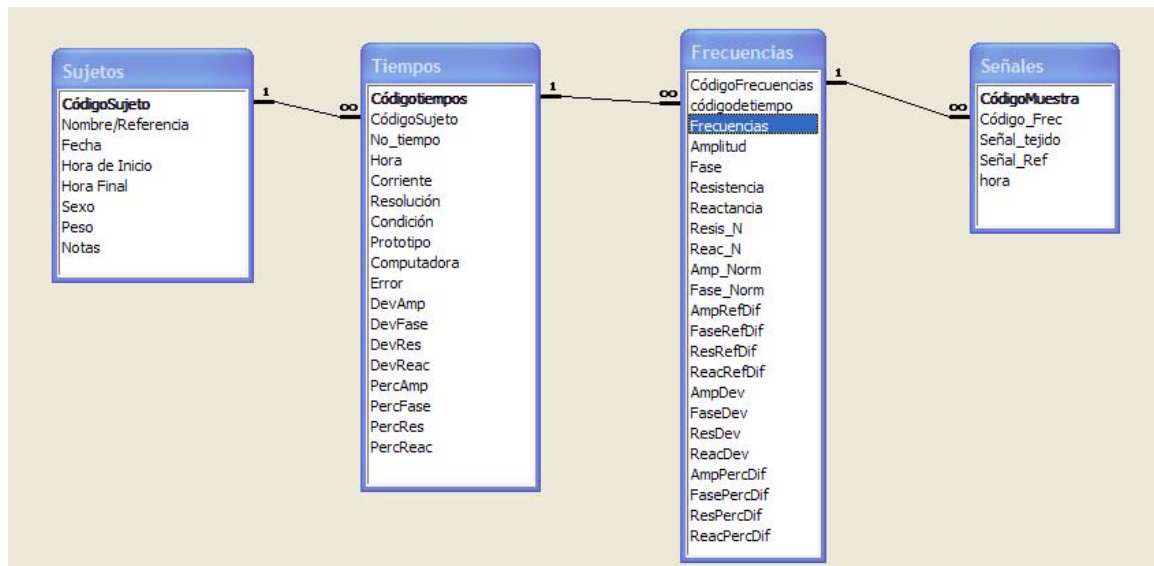 Sujetos
CódigoSujeto
Nombre/Referencia
Fecha
Hora de Inicio
Hora Final
Sexo
Peso
Notas
1
∞
Tiempos
Códigotiempos
CódigoSujeto
No_tiempo
Hora
Corriente
Resolución
Condición
Prototipo
Computadora
Error
DevAmp
DevFase
DevRes
DevReac
PercAmp
PercFase
PercRes
PercReac
1
∞
Frecuencias
CódigoFrecuencias
códigodetiempo
Frecuencias
Amplitud
Fase
Resistencia
Reactancia
Resis_N
Reac_N
Amp_Norm
Fase_Norm
AmpRefDif
FaseRefDif
ResRefDif
ReacRefDif
AmpDev
FaseDev
ResDev
ReacDev
AmpPercDif
FasePercDif
ResPercDif
ReacPercDif
1
∞
Señales
CódigoMuestra
Código_Frec
Señal_tejido
Señal_Ref
hora